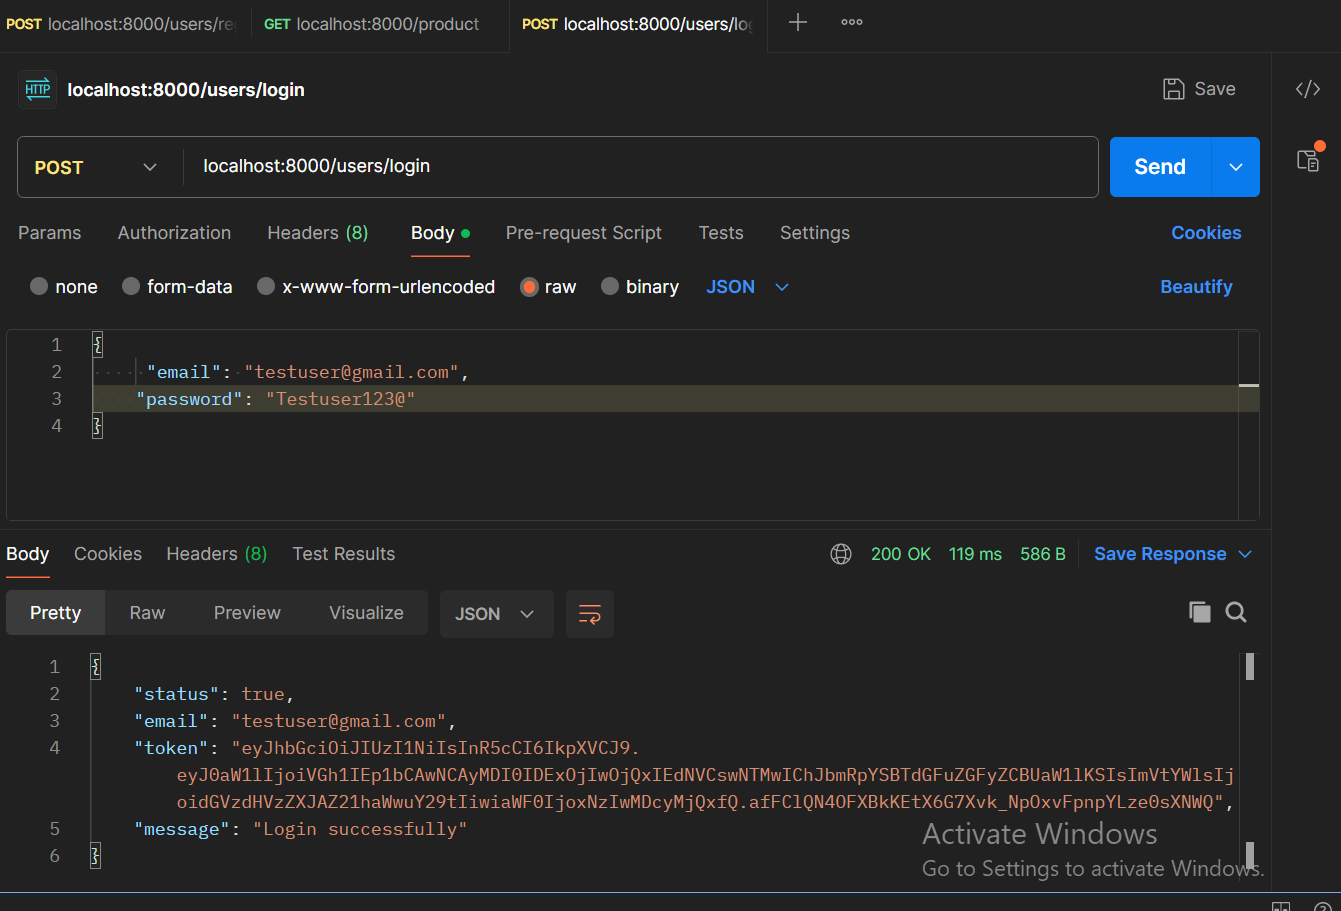 POST localhost:8000/users/re GET localhost:8000/product POST localhost:8000/users/log
HTTP localhost:8000/users/login Save
POST localhost:8000/users/login Send
Params Authorization Headers (8) Body Pre-request Script Tests Settings Cookies
none form-data x-www-form-urlencoded raw binary JSON Beautify
1 {
2 "email": "testuser@gmail.com",
3 "password": "Testuser123@"
4 }
Body Cookies Headers (8) Test Results 200 OK 119 ms 586 B Save Response
Pretty Raw Preview Visualize JSON
1 {
2 "status": true,
3 "email": "testuser@gmail.com",
4 "token": "eyJhbGciOiJIUzI1NiIsInR5cCI6IkpXVCJ9.
eyJ0aW1lIjoiVGh1IEp1bCAwNCAyMDI0IDExOjIwOjQxIEdNVCswNTMwIChJbmRpYSBTdGFuZGFyZCBUaW1lKSIsImVtYWlsIj
oidGVzdHVzZXJAZ21haWwuY29tIiwiaWF0IjoxNzIwMDcyMjQxfQ.afFClQN4OFXBkKEtX6G7Xvk_NpOxvFpnpYLze0sXNWQ",
5 "message": "Login successfully"
6 }
Activate Windows
Go to Settings to activate Windows.